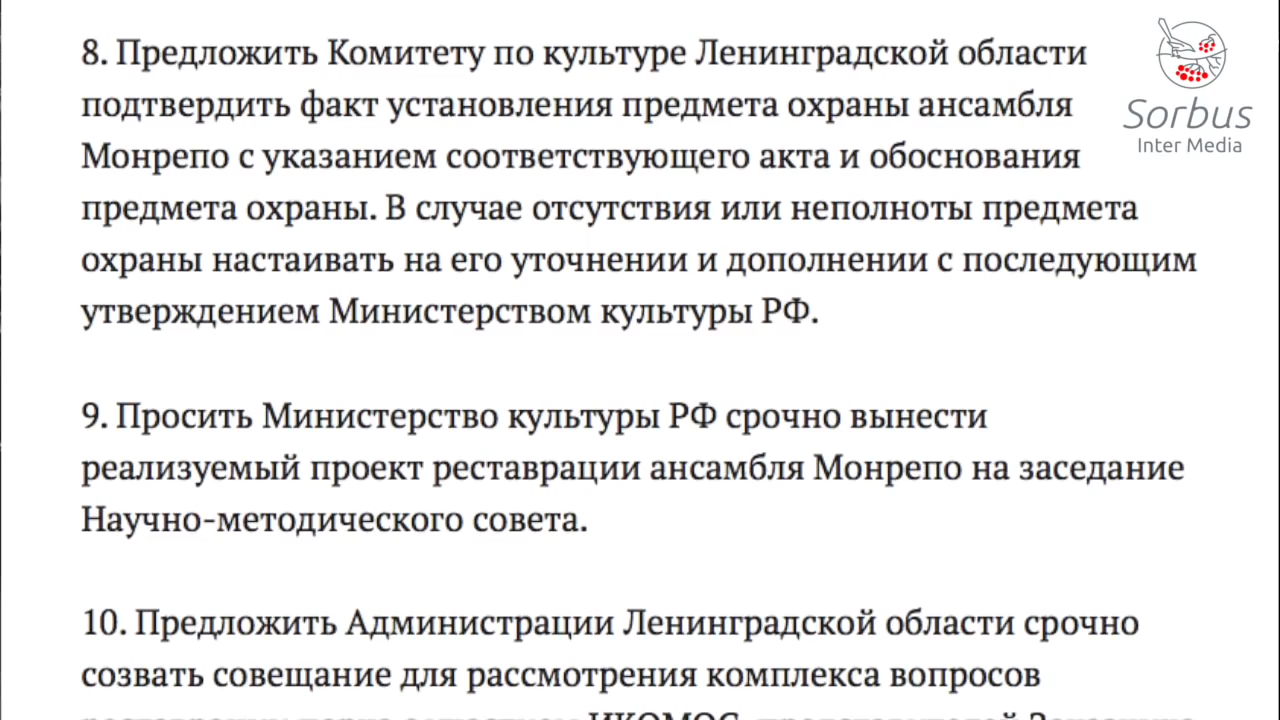 8. Предложить Комитету по культуре Ленинградской области
подтвердить факт установления предмета охраны ансамбля
Монрепо с указанием соответствующего акта и обоснования
предмета охраны. В случае отсутствия или неполноты предмета
охраны настаивать на его уточнении и дополнении с последующим
утверждением Министерством культуры РФ.
9. Просить Министерство культуры РФ срочно вынести
реализуемый проект реставрации ансамбля Монрепо на заседание
Научно-методического совета.
10. Предложить Администрации Ленинградской области срочно
созвать совещание для рассмотрения комплекса вопросов
ИКОМОС,
Sorbus
Inter Media